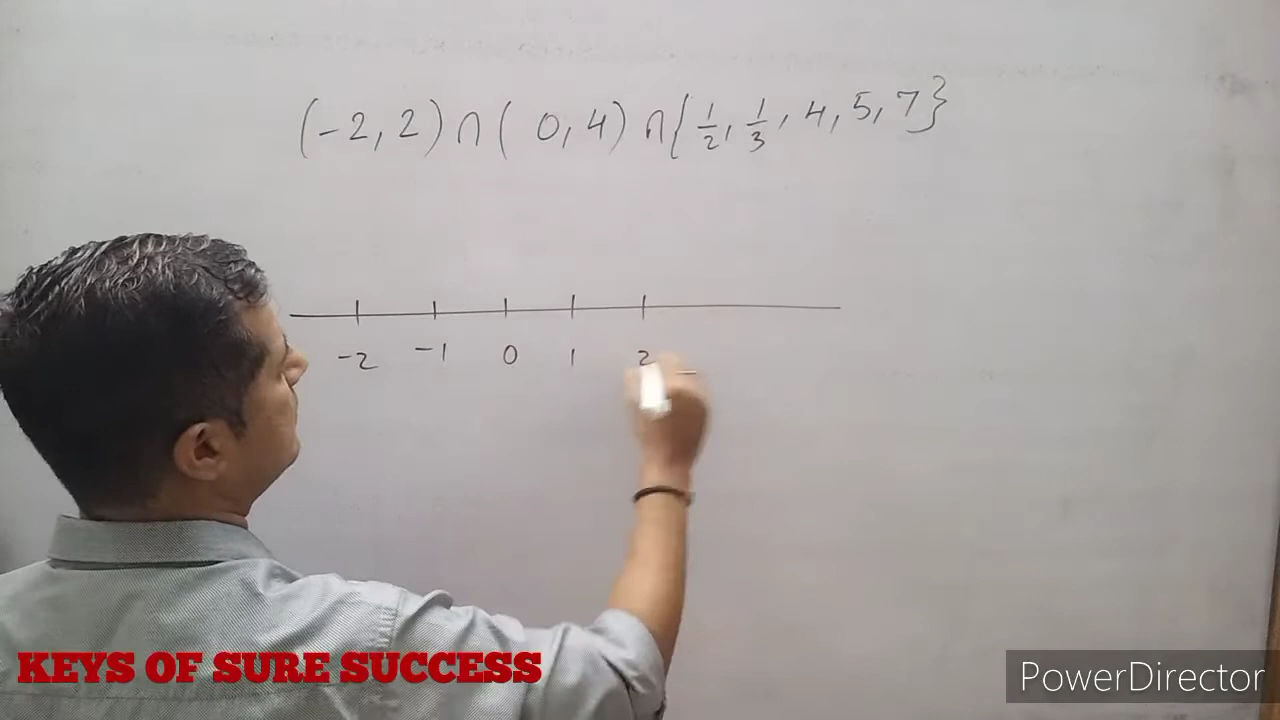 (-2, 2) ∩ (0, 4) ∩ {1/2, 1/3, 4, 5, 7}
-2 -1 0 1 2
KEYS OF SURE SUCCESS
PowerDirector